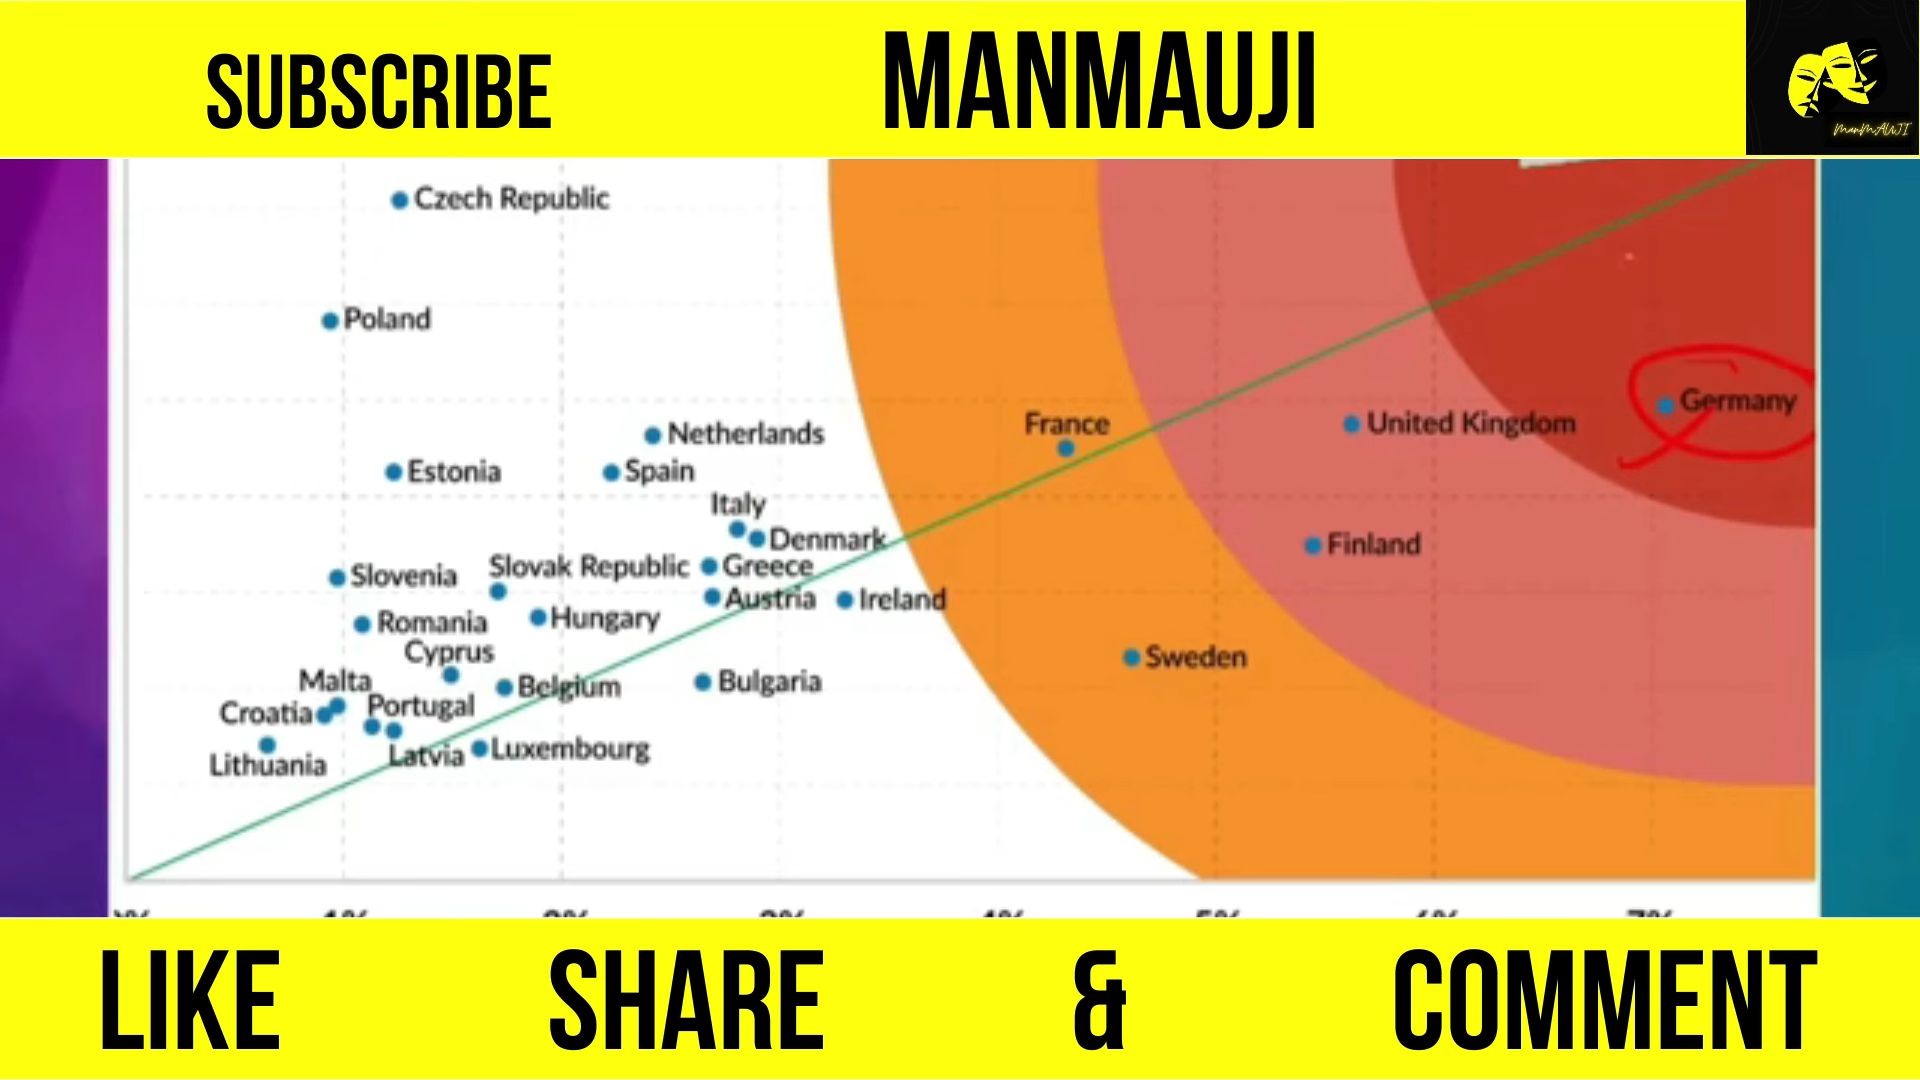 SUBSCRIBE MANMAUJI
ManMAUJI
Czech Republic
Poland
Germany
France
United Kingdom
Netherlands
Estonia
Spain
Italy
Denmark
Finland
Slovak Republic
Greece
Slovenia
Austria
Ireland
Hungary
Romania
Cyprus
Sweden
Malta
Belgium
Bulgaria
Portugal
Croatia
Latvia
Luxembourg
Lithuania
LIKE SHARE & COMMENT